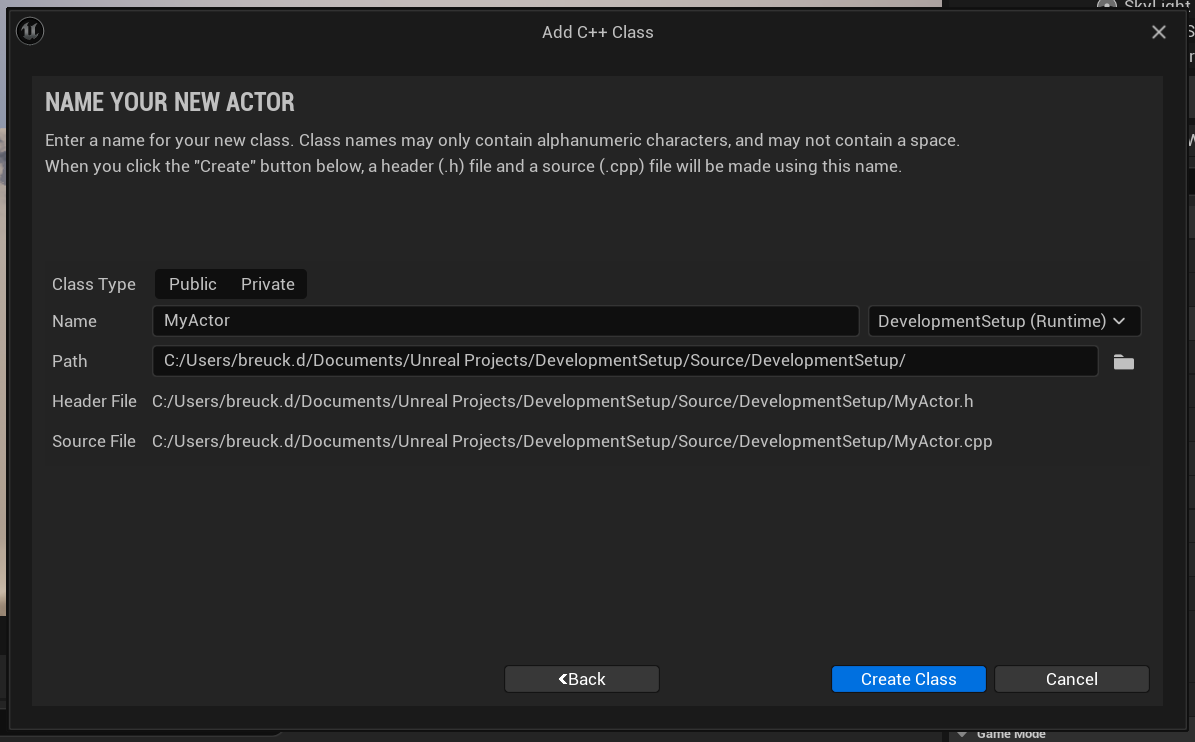 SkyLight
Add C++ Class
NAME YOUR NEW ACTOR
Enter a name for your new class. Class names may only contain alphanumeric characters, and may not contain a space.
When you click the "Create" button below, a header (.h) file and a source (.cpp) file will be made using this name.
Class Type Public Private
Name MyActor DevelopmentSetup (Runtime)
Path C:/Users/breuck.d/Documents/Unreal Projects/DevelopmentSetup/Source/DevelopmentSetup/
Header File C:/Users/breuck.d/Documents/Unreal Projects/DevelopmentSetup/Source/DevelopmentSetup/MyActor.h
Source File C:/Users/breuck.d/Documents/Unreal Projects/DevelopmentSetup/Source/DevelopmentSetup/MyActor.cpp
Back Create Class Cancel
Game Mode